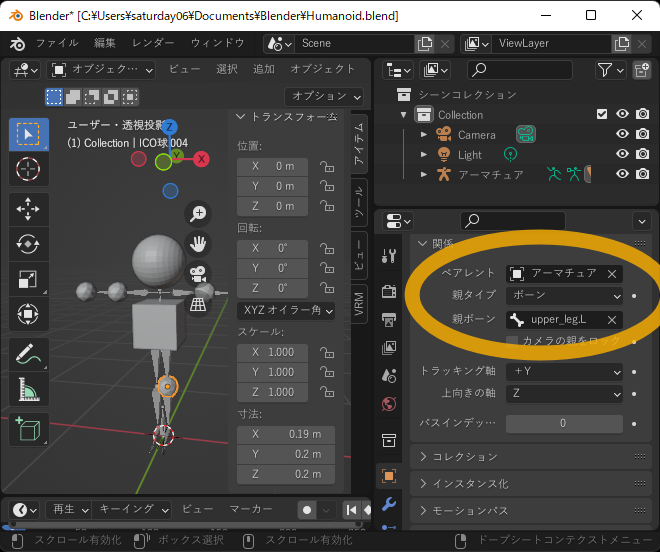 Blender* [C:¥Users¥saturday06¥Documents¥Blender¥Humanoid.blend]
ファイル 編集 レンダー ウィンドウ Scene ViewLayer
オブジェク… ビュー 選択 追加 オブジェクト
オプション
ユーザー・透視投影
(1) Collection | ICO球.004
Z
Y
X
トランスフォーム
位置:
X 0 m
Y 0 m
Z 0 m
回転:
X 0°
Y 0°
Z 0°
XYZ オイラー角
スケール:
X 1.000
Y 1.000
Z 1.000
寸法:
X 0.19 m
Y 0.2 m
Z 0.2 m
アイテム
ツール
ビュー
VRM
シーンコレクション
Collection
Camera
Light
アーマチュア
関係
ペアレント アーマチュア
親タイプ ボーン
親ボーン upper_leg.L
カメラの親をロック
トラッキング軸 +Y
上向きの軸 Z
パスインデッ… 0
コレクション
インスタンス化
モーションパス
再生 キーイング ビュー マーカー
スクロール有効化 ボックス選択 スクロール有効化 ドープシートコンテクストメニュー